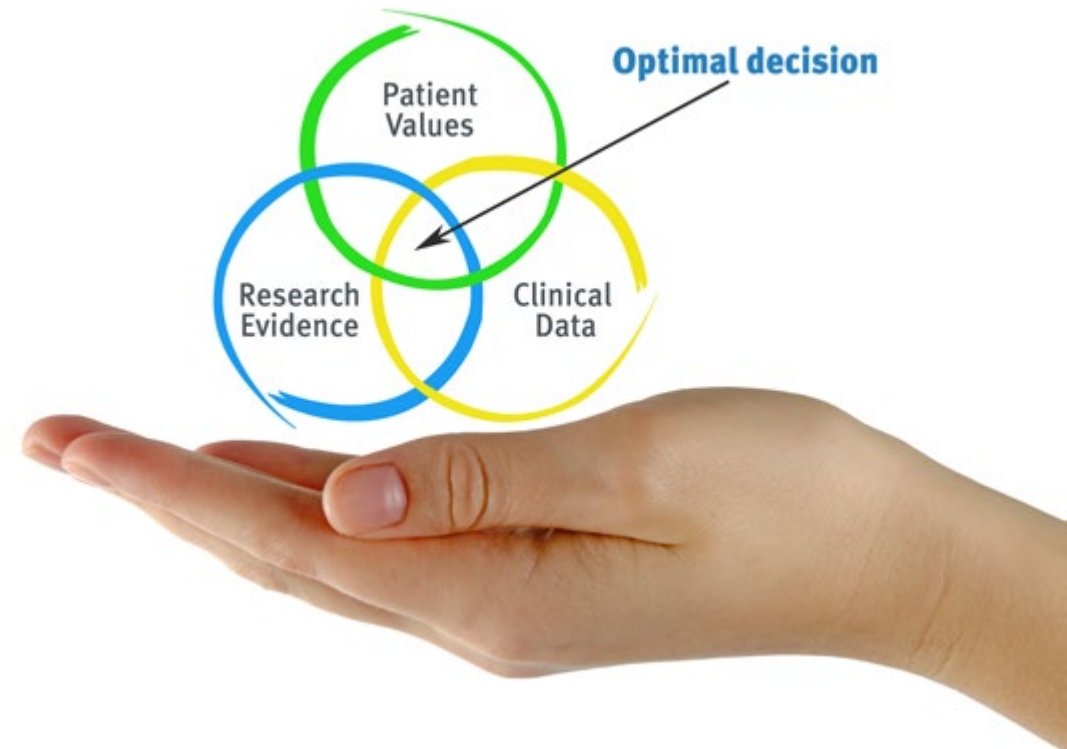 Optimal decision
Patient
Values
Research
Evidence
Clinical
Data